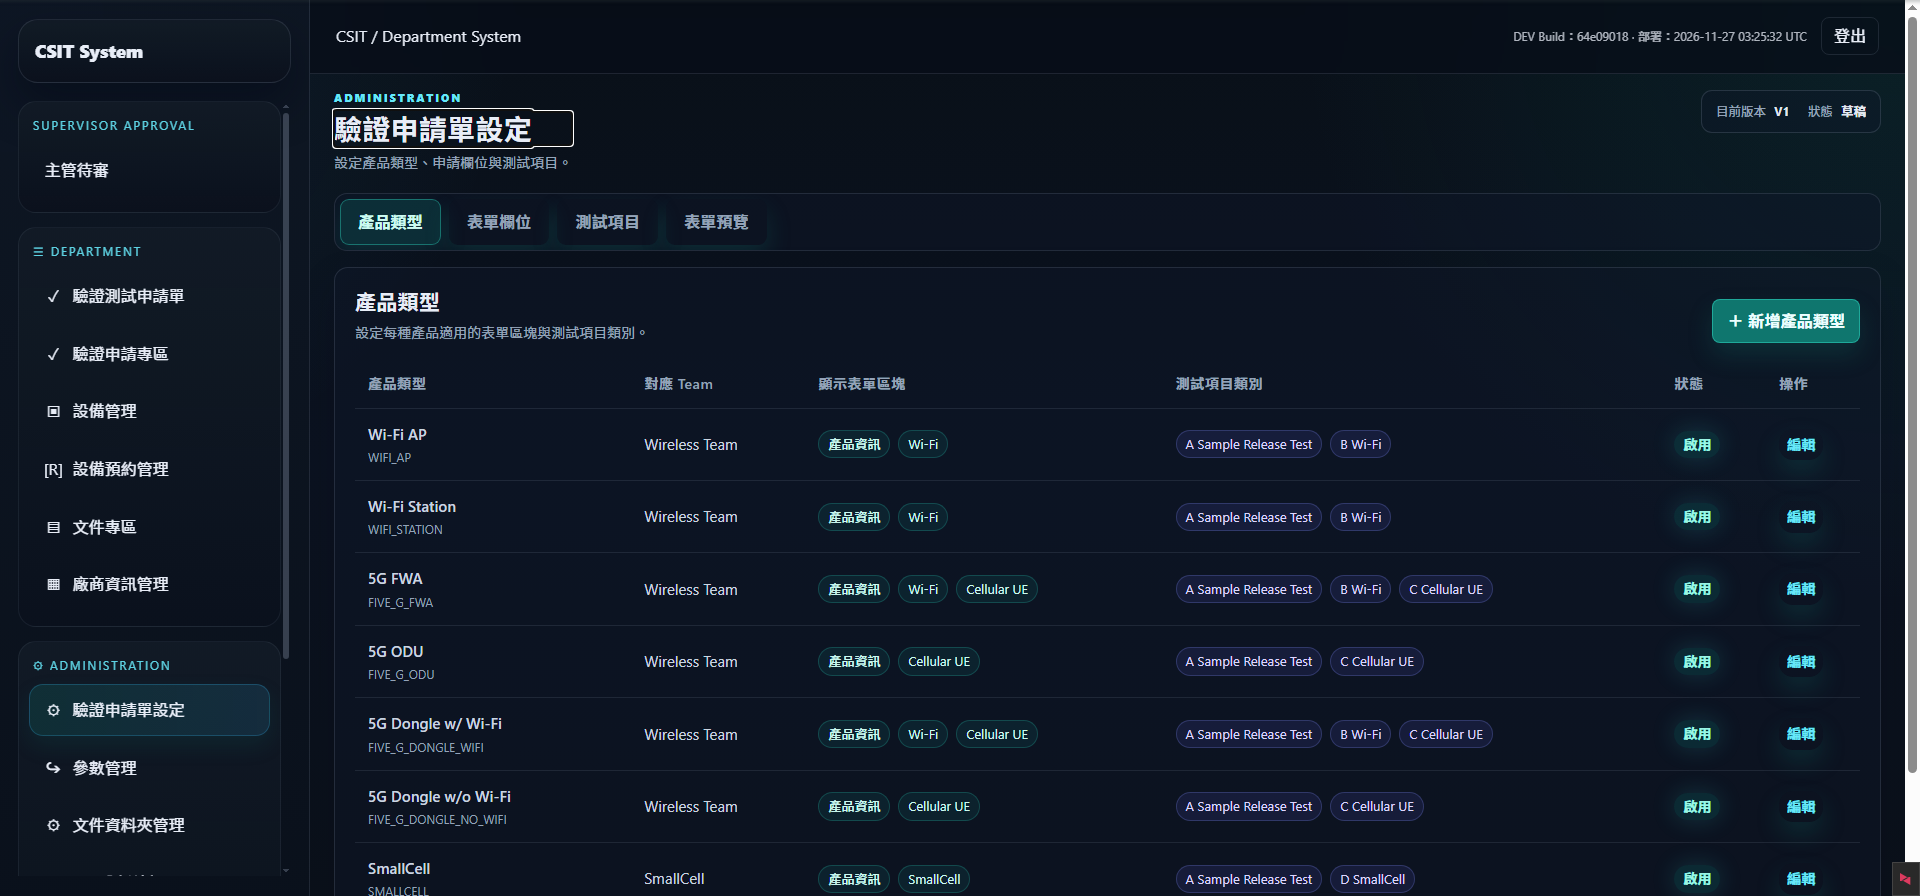 CSIT System
SUPERVISOR APPROVAL
主管待審
☰ DEPARTMENT
✓ 驗證測試申請單
✓ 驗證申請專區
▣ 設備管理
[R] 設備預約管理
▤ 文件專區
▦ 廠商資訊管理
⚙ ADMINISTRATION
⚙ 驗證申請單設定
↪ 參數管理
⚙ 文件資料夾管理
CSIT / Department System
DEV Build：64e09018 · 部署：2026-11-27 03:25:32 UTC
登出
ADMINISTRATION
驗證申請單設定
設定產品類型、申請欄位與測試項目。
目前版本 V1 狀態 草稿
產品類型 表單欄位 測試項目 表單預覽
產品類型
設定每種產品適用的表單區塊與測試項目類別。
＋ 新增產品類型
產品類型 對應 Team 顯示表單區塊 測試項目類別 狀態 操作
Wi-Fi AP
WIFI_AP
Wireless Team 產品資訊 Wi-Fi A Sample Release Test B Wi-Fi 啟用 編輯
Wi-Fi Station
WIFI_STATION
Wireless Team 產品資訊 Wi-Fi A Sample Release Test B Wi-Fi 啟用 編輯
5G FWA
FIVE_G_FWA
Wireless Team 產品資訊 Wi-Fi Cellular UE A Sample Release Test B Wi-Fi C Cellular UE 啟用 編輯
5G ODU
FIVE_G_ODU
Wireless Team 產品資訊 Cellular UE A Sample Release Test C Cellular UE 啟用 編輯
5G Dongle w/ Wi-Fi
FIVE_G_DONGLE_WIFI
Wireless Team 產品資訊 Wi-Fi Cellular UE A Sample Release Test B Wi-Fi C Cellular UE 啟用 編輯
5G Dongle w/o Wi-Fi
FIVE_G_DONGLE_NO_WIFI
Wireless Team 產品資訊 Cellular UE A Sample Release Test C Cellular UE 啟用 編輯
SmallCell
SMALLCELL
SmallCell 產品資訊 SmallCell A Sample Release Test D SmallCell 啟用 編輯